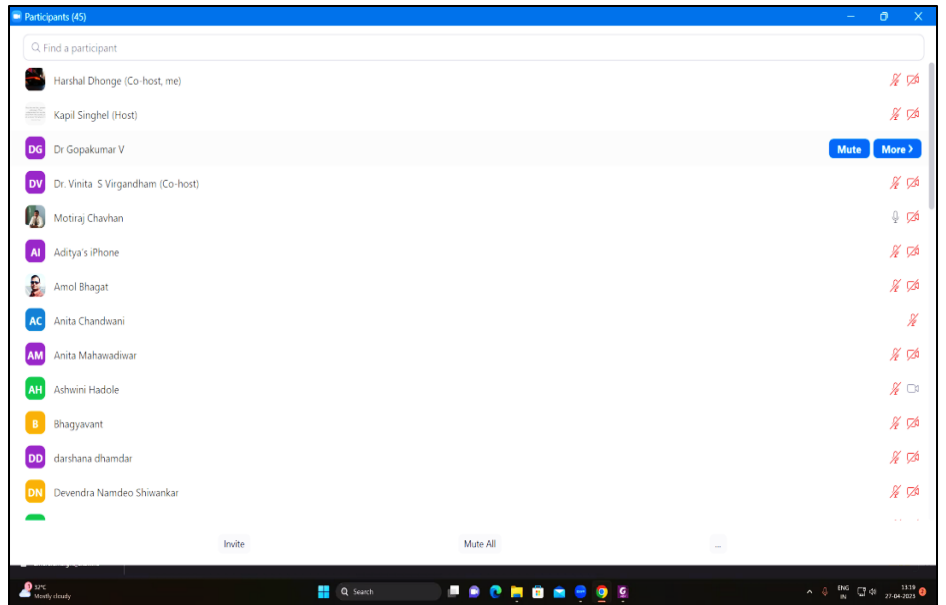 Participants (45)
Find a participant
Harshal Dhonge (Co-host, me)
Kapil Singhel (Host)
DG Dr Gopakumar V Mute More
DV Dr. Vinita S Virgandham (Co-host)
Motiraj Chavhan
AI Aditya's iPhone
Amol Bhagat
AC Anita Chandwani
AM Anita Mahawadiwar
AH Ashwini Hadole
B Bhagyavant
DD darshana dhamdar
DN Devendra Namdeo Shiwankar
Invite Mute All ...
32°C Search ENG 13:19
Mostly cloudy IN 27-04-2023